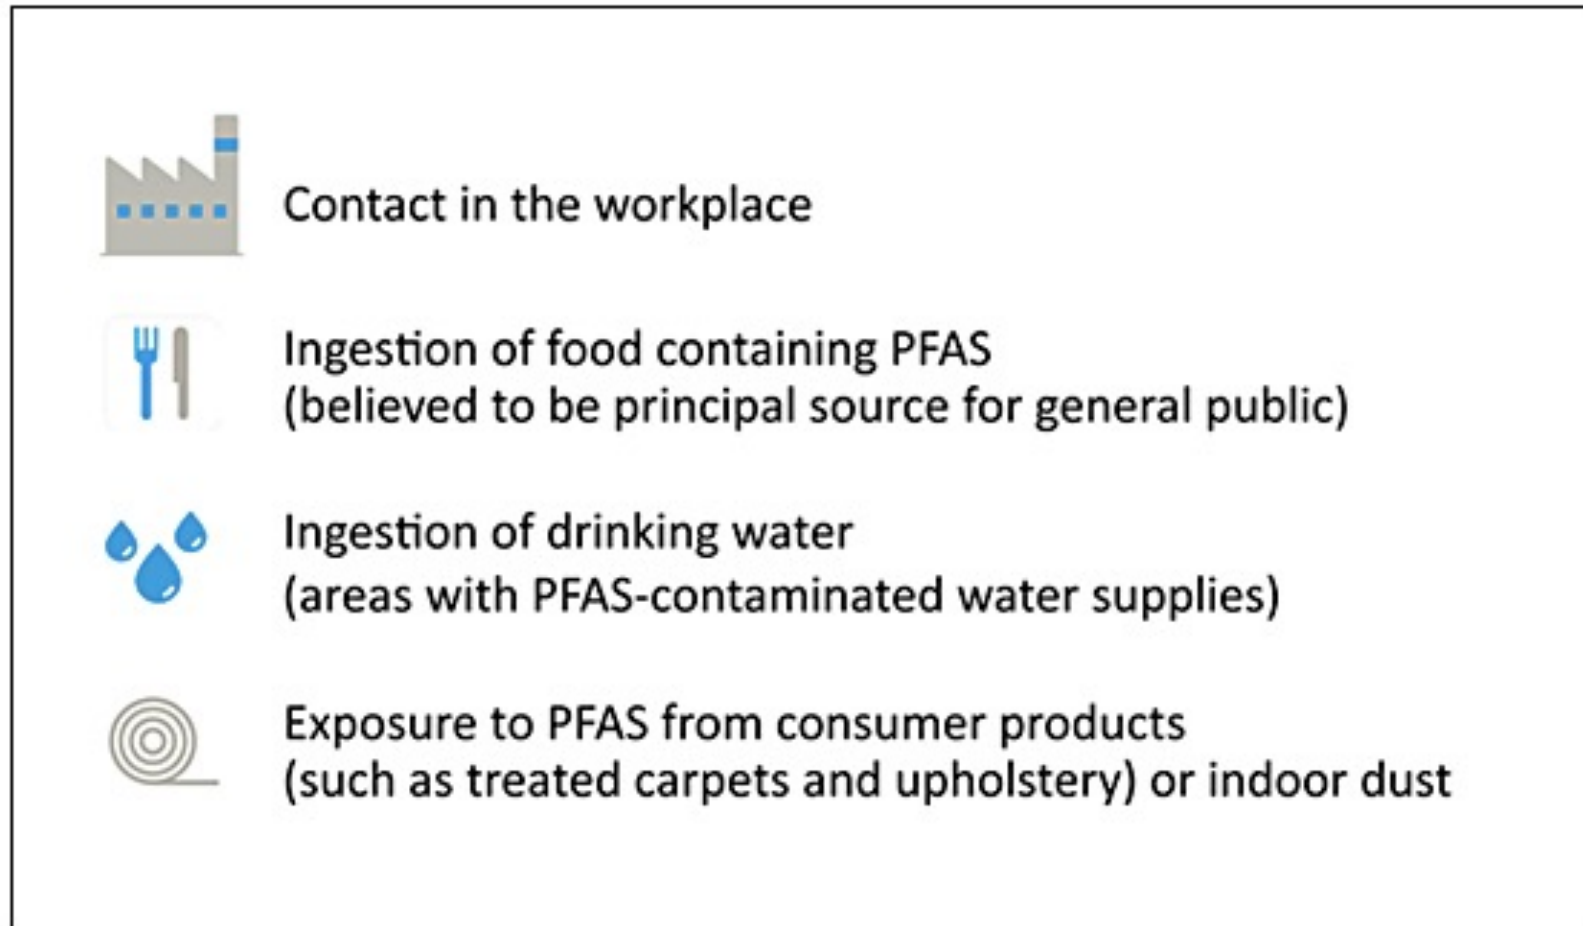 Contact in the workplace
Ingestion of food containing PFAS
(believed to be principal source for general public)
Ingestion of drinking water
(areas with PFAS-contaminated water supplies)
Exposure to PFAS from consumer products
(such as treated carpets and upholstery) or indoor dust